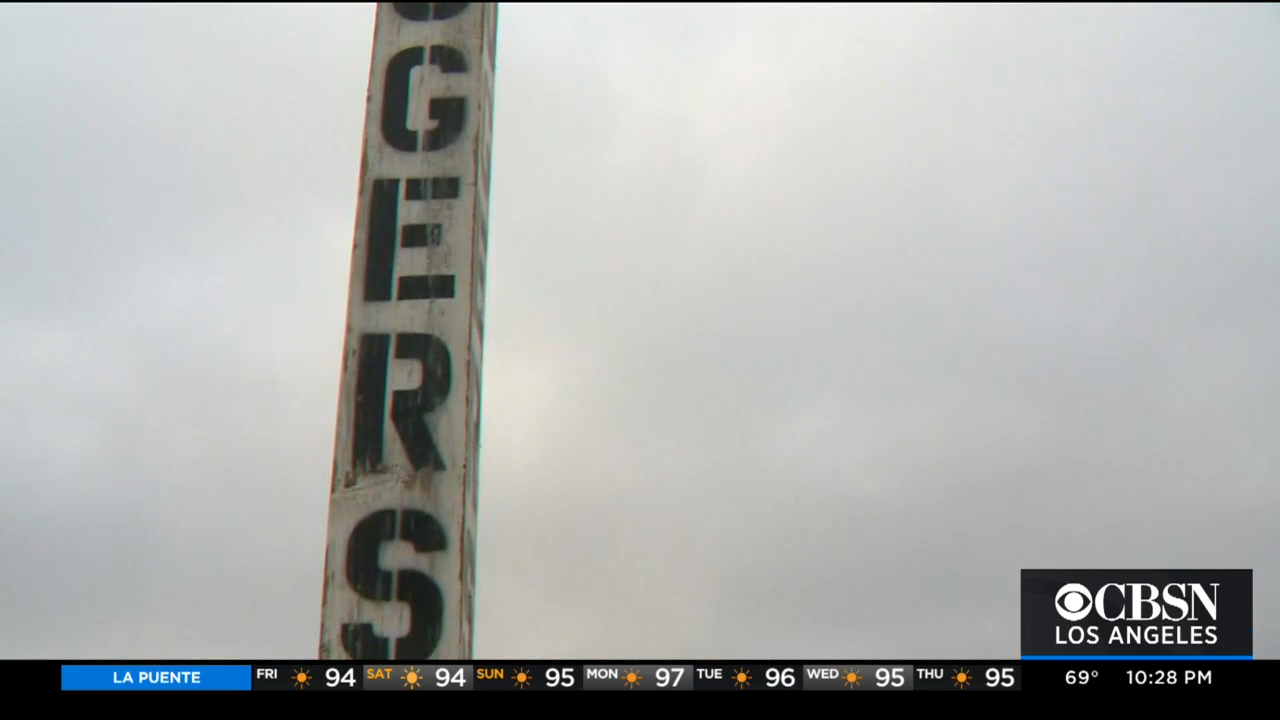 GERS
CBSN
LOS ANGELES
LA PUENTE FRI 94 SAT 94 SUN 95 MON 97 TUE 96 WED 95 THU 95 69° 10:28 PM